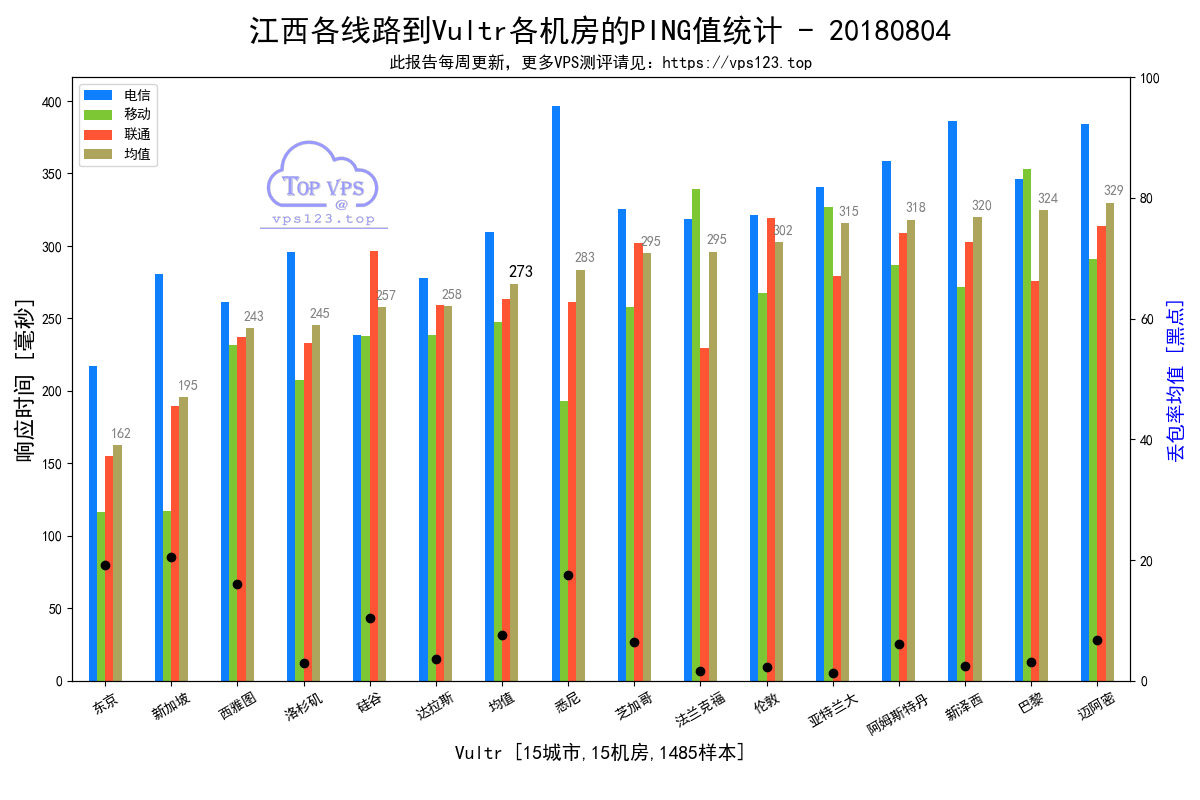 江西各线路到Vultr各机房的PING值统计 - 20180804
此报告每周更新，更多VPS测评请见：https://vps123.top
电信
移动
联通
均值
TOP VPS
@
vps123.top
响应时间 [毫秒]
400
350
300
250
200
150
100
50
0
162
195
243
245
257
258
273
283
295
295
302
315
318
320
324
329
100
80
60
40
20
0
丢包率均值 [黑点]
东京
新加坡
西雅图
洛杉矶
硅谷
达拉斯
均值
悉尼
芝加哥
法兰克福
伦敦
亚特兰大
阿姆斯特丹
新泽西
巴黎
迈阿密
Vultr [15城市,15机房,1485样本]